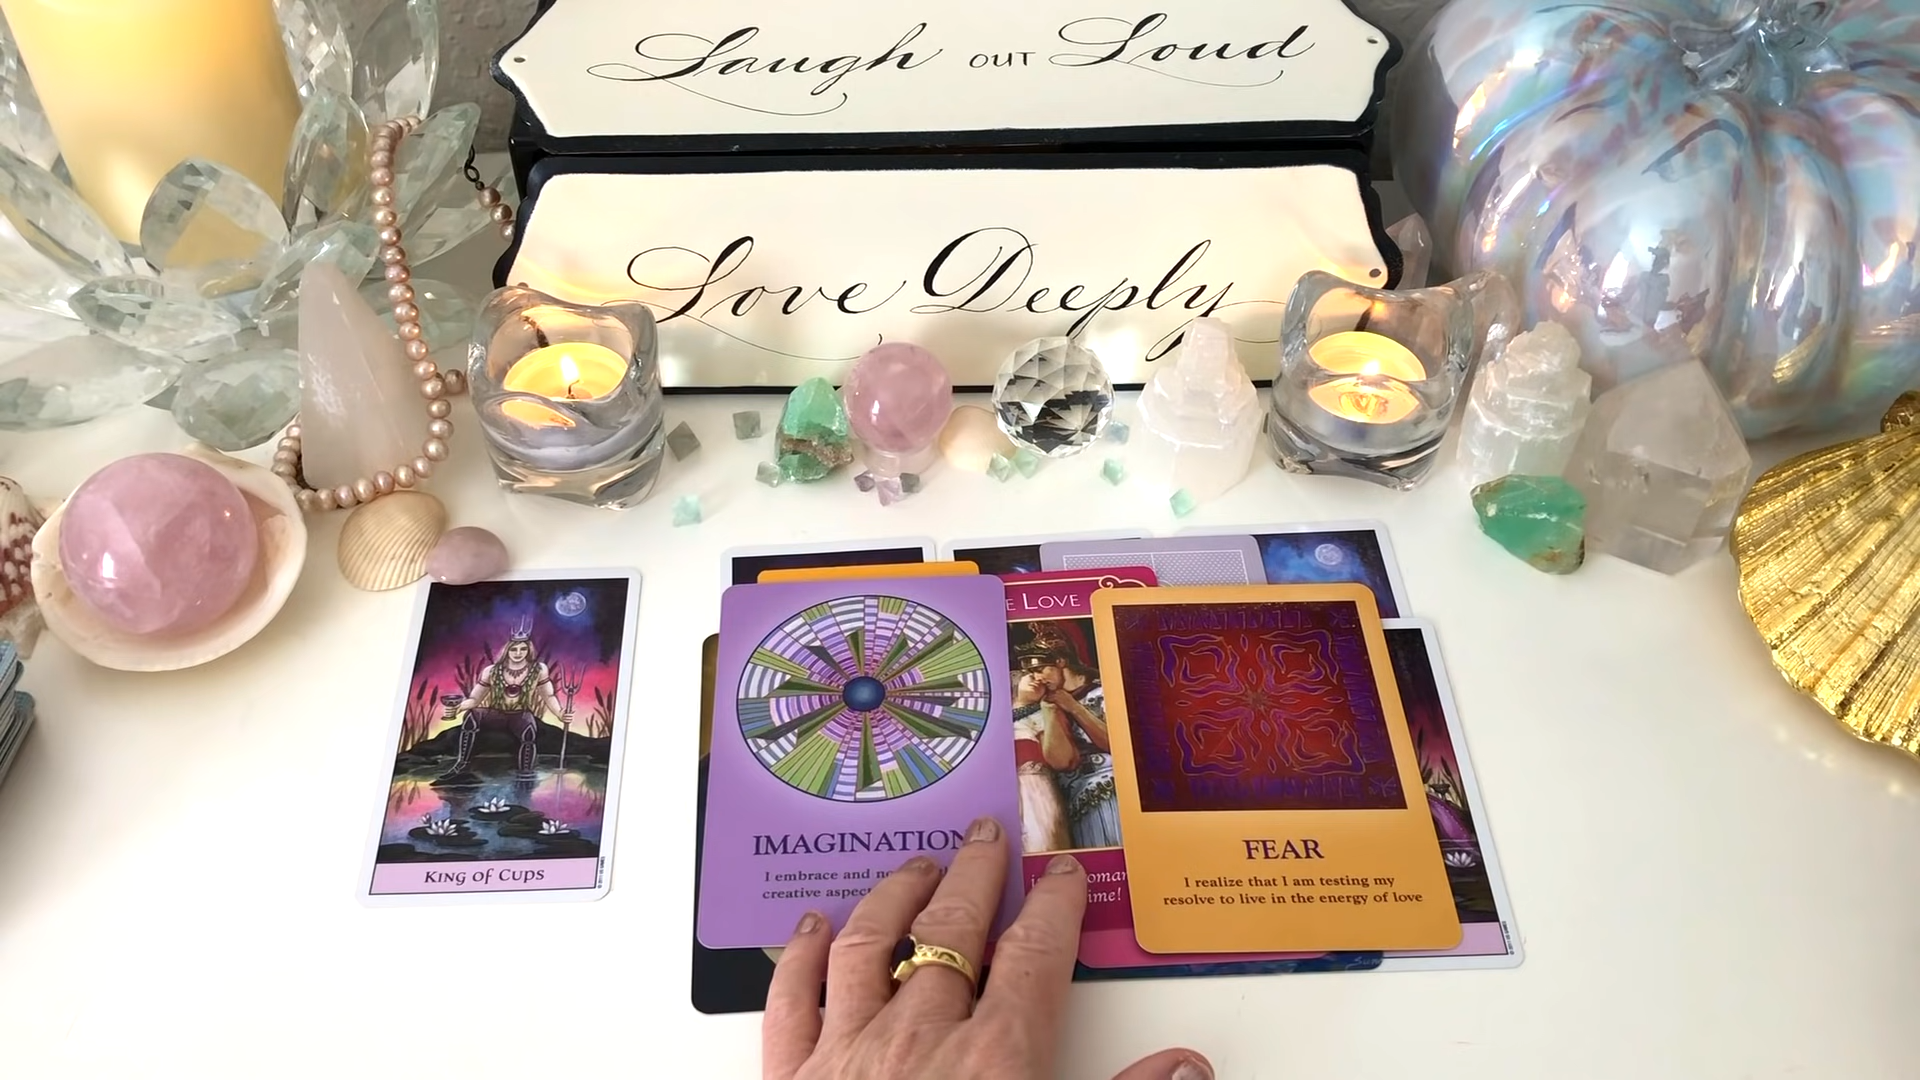 Laugh OUT Loud
Love Deeply
LOVE
IMAGINATION
I embrace and
creative
FEAR
I realize that I am testing my
resolve to live in the energy of love
KING of CUPS